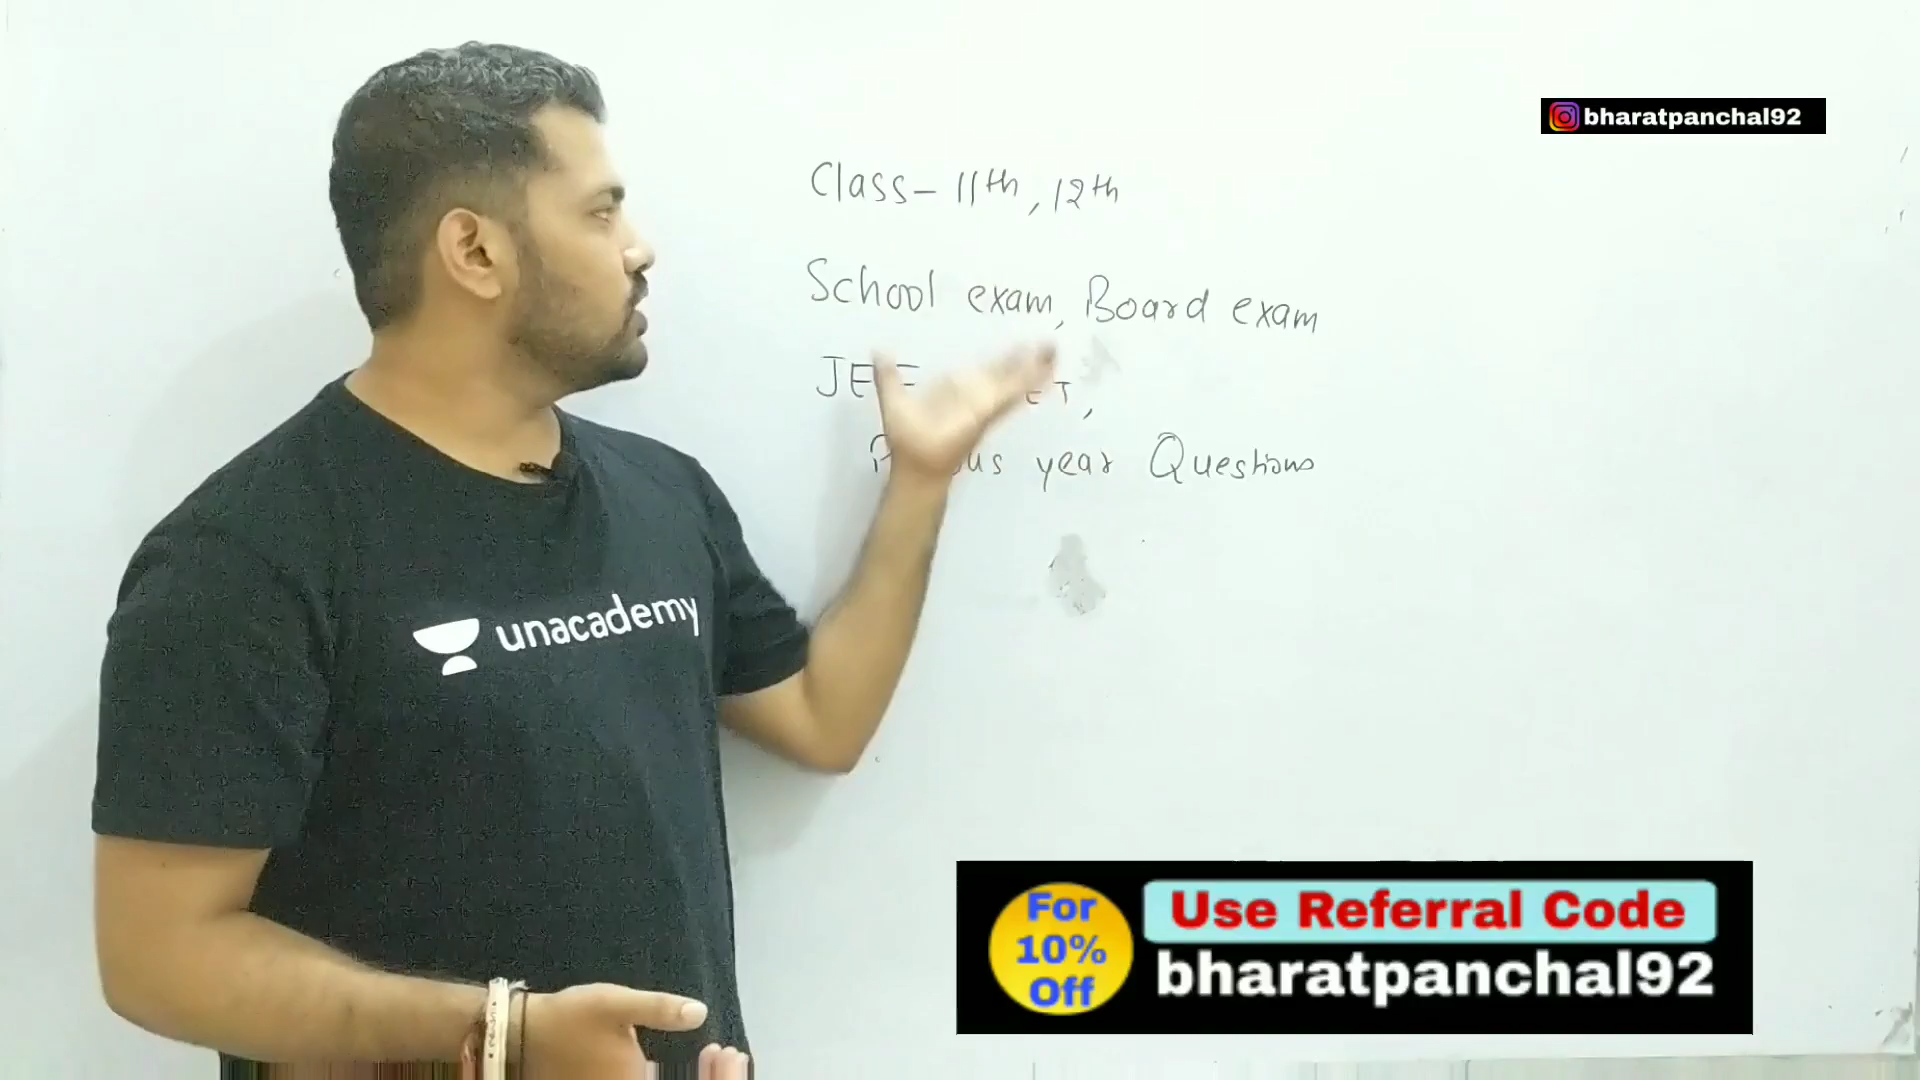 bharatpanchal92
Class- 11th, 12th
School exam, Board exam
year Questions
unacademy
For 10% Off
Use Referral Code
bharatpanchal92